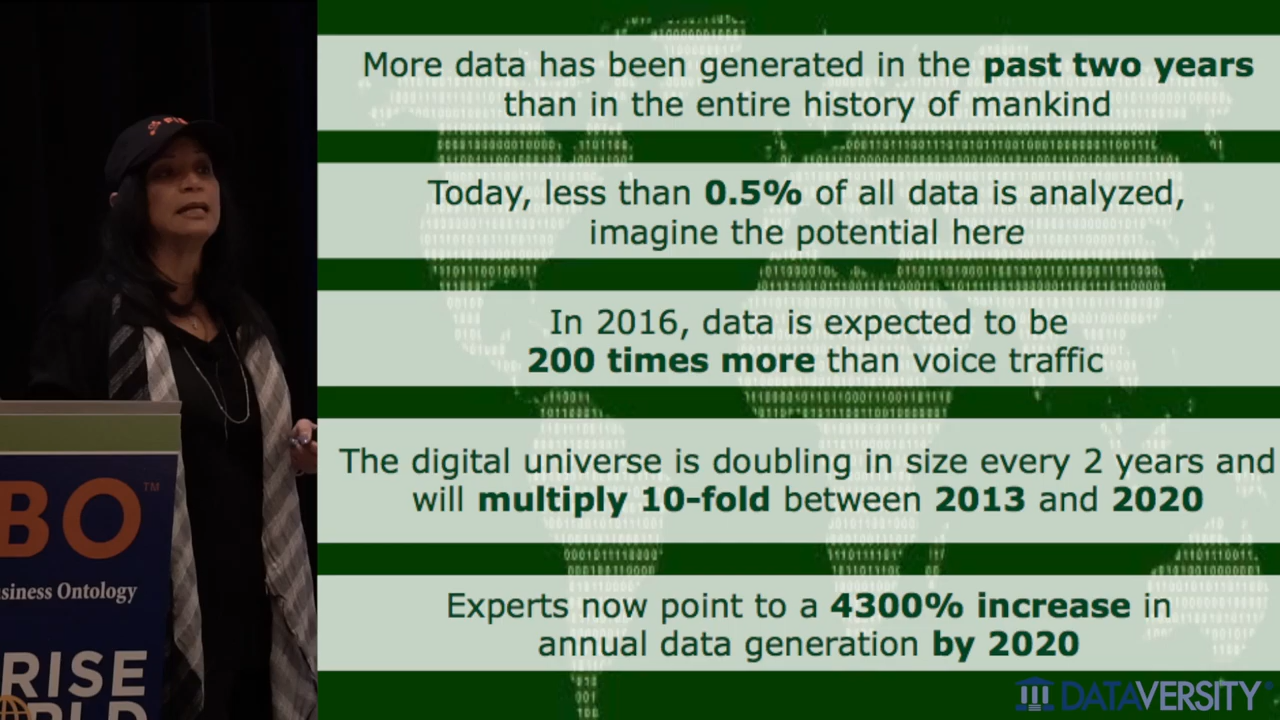 More data has been generated in the past two years
than in the entire history of mankind
Today, less than 0.5% of all data is analyzed,
imagine the potential here
In 2016, data is expected to be
200 times more than voice traffic
The digital universe is doubling in size every 2 years and
will multiply 10-fold between 2013 and 2020
Experts now point to a 4300% increase in
annual data generation by 2020
BO™
siness Ontology
RISE
RLD
DATAVERSITY